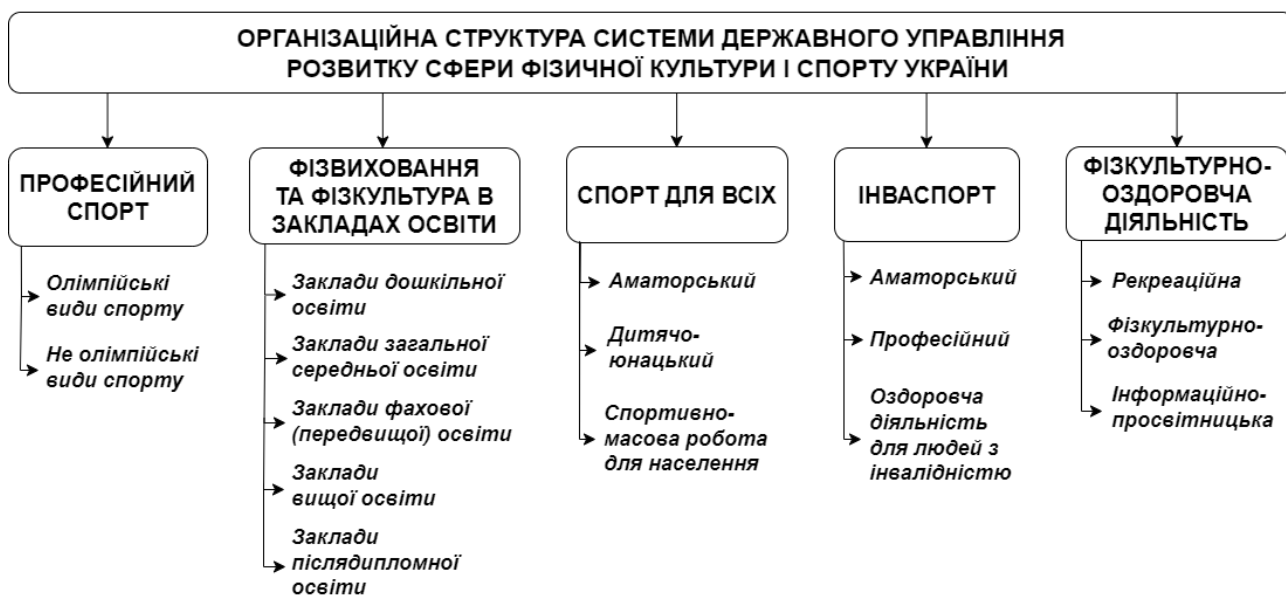 ОРГАНІЗАЦІЙНА СТРУКТУРА СИСТЕМИ ДЕРЖАВНОГО УПРАВЛІННЯ
РОЗВИТКУ СФЕРИ ФІЗИЧНОЇ КУЛЬТУРИ І СПОРТУ УКРАЇНИ
ПРОФЕСІЙНИЙ
СПОРТ
Олімпійські
види спорту
Не олімпійські
види спорту
ФІЗВИХОВАННЯ
ТА ФІЗКУЛЬТУРА В
ЗАКЛАДАХ ОСВІТИ
Заклади дошкільної
освіти
Заклади загальної
середньої освіти
Заклади фахової
(передвищої) освіти
Заклади
вищої освіти
Заклади
післядипломної
освіти
СПОРТ ДЛЯ ВСІХ
Аматорський
Дитячо-
юнацький
Спортивно-
масова робота
для населення
ІНВАСПОРТ
Аматорський
Професійний
Оздоровча
діяльність
для людей з
інвалідністю
ФІЗКУЛЬТУРНО-
ОЗДОРОВЧА
ДІЯЛЬНІСТЬ
Рекреаційна
Фізкультурно-
оздоровча
Інформаційно-
просвітницька